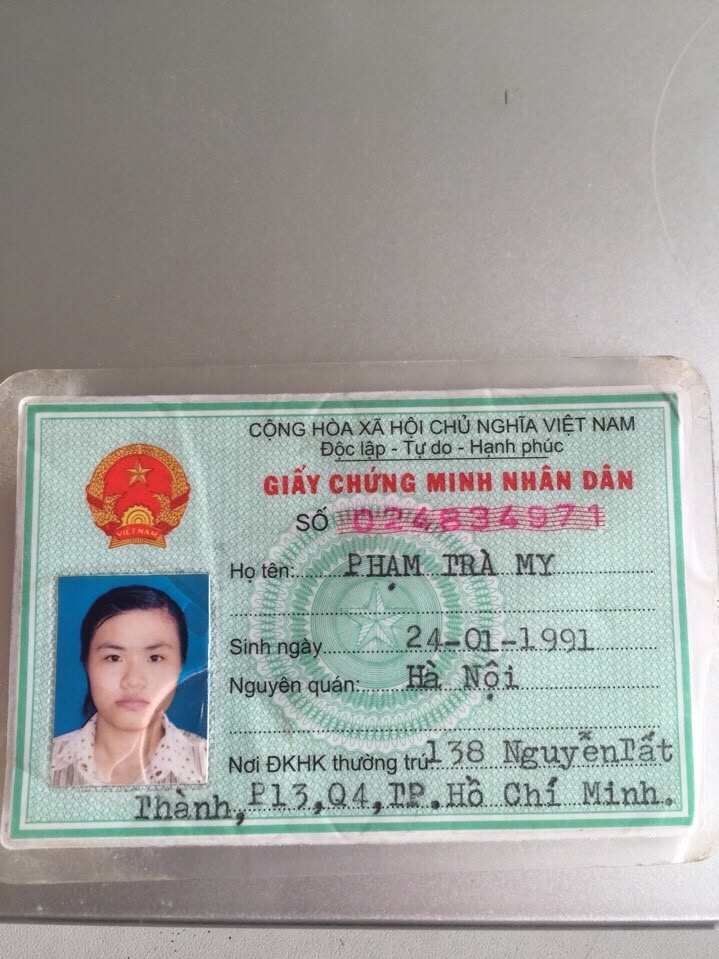 CỘNG HÒA XÃ HỘI CHỦ NGHĨA VIỆT NAM
Độc lập - Tự do - Hạnh phúc
GIẤY CHỨNG MINH NHÂN DÂN
SỐ 024834971
Họ tên: PHẠM TRÀ MY
Sinh ngày 24-01-1991
Nguyên quán: Hà Nội
Nơi ĐKHK thường trú 138 Nguyễn Tất
Thành, P13, Q4, TP. Hồ Chí Minh.
VIỆT NAM